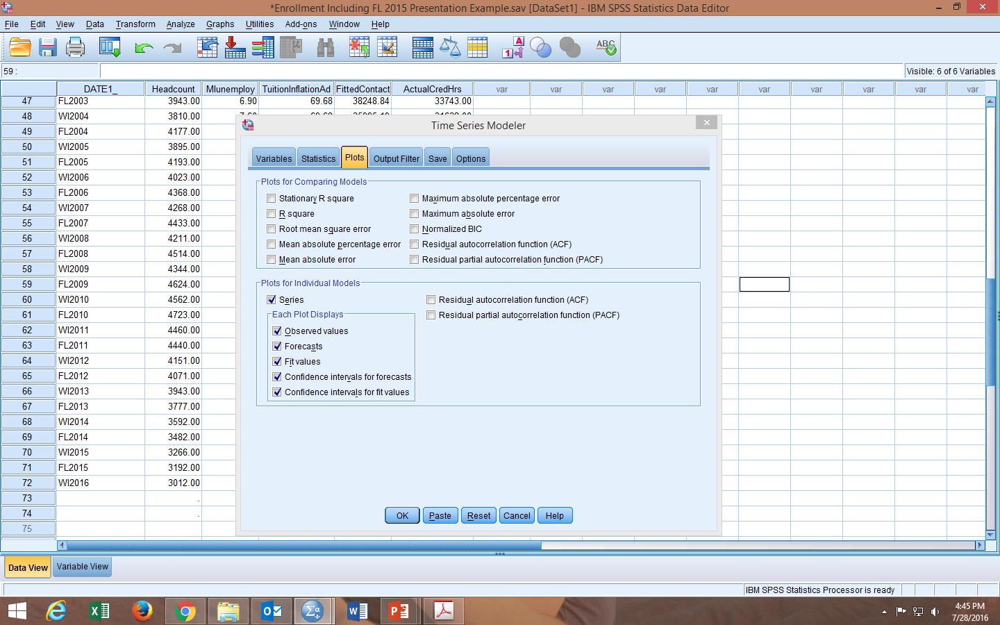 *Enrollment Including FL 2015 Presentation Example.sav [DataSet1] - IBM SPSS Statistics Data Editor
File Edit View Data Transform Analyze Graphs Utilities Add-ons Window Help
59 :
Visible: 6 of 6 Variables
DATE1_ Headcount MIunemploy TuitionInflationAd FittedContact ActualCredHrs var var var var var var var var var var
47 FL2003 3943.00 6.90 69.68 38248.84 33743.00
48 WI2004 3810.00
49 FL2004 4177.00
50 WI2005 3895.00
51 FL2005 4193.00
52 WI2006 4023.00
53 FL2006 4368.00
54 WI2007 4268.00
55 FL2007 4433.00
56 WI2008 4211.00
57 FL2008 4514.00
58 WI2009 4344.00
59 FL2009 4624.00
60 WI2010 4562.00
61 FL2010 4723.00
62 WI2011 4460.00
63 FL2011 4440.00
64 WI2012 4151.00
65 FL2012 4071.00
66 WI2013 3943.00
67 FL2013 3777.00
68 WI2014 3592.00
69 FL2014 3482.00
70 WI2015 3266.00
71 FL2015 3192.00
72 WI2016 3012.00
73 .
74 .
75
Time Series Modeler
Variables Statistics Plots Output Filter Save Options
Plots for Comparing Models
Stationary R square Maximum absolute percentage error
R square Maximum absolute error
Root mean square error Normalized BIC
Mean absolute percentage error Residual autocorrelation function (ACF)
Mean absolute error Residual partial autocorrelation function (PACF)
Plots for Individual Models
Series Residual autocorrelation function (ACF)
Each Plot Displays Residual partial autocorrelation function (PACF)
Observed values
Forecasts
Fit values
Confidence intervals for forecasts
Confidence intervals for fit values
OK Paste Reset Cancel Help
Data View Variable View
IBM SPSS Statistics Processor is ready
4:45 PM
7/28/2016